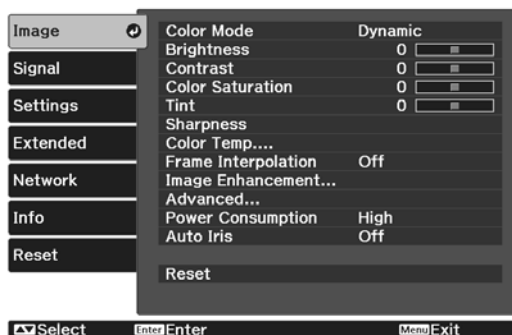 Image
Signal
Settings
Extended
Network
Info
Reset
Color Mode Dynamic
Brightness 0
Contrast 0
Color Saturation 0
Tint 0
Sharpness
Color Temp....
Frame Interpolation Off
Image Enhancement...
Advanced...
Power Consumption High
Auto Iris Off
Reset
Select Enter Enter Menu Exit